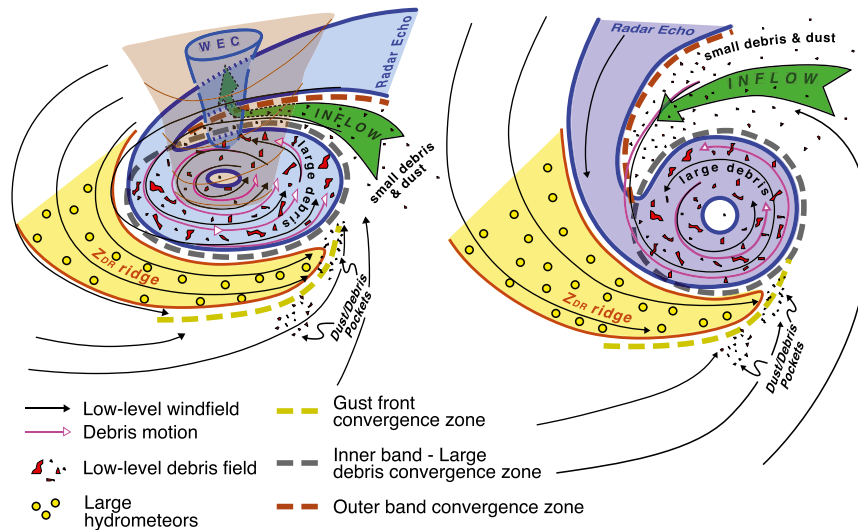 WEC
Radar Echo
INFLOW
large debris
small debris
& dust
ZDR ridge
Dust/Debris
Pockets
Radar Echo
small debris & dust
INFLOW
large debris
ZDR ridge
Dust/Debris
Pockets
Low-level windfield
Debris motion
Low-level debris field
Large
hydrometeors
Gust front
convergence zone
Inner band - Large
debris convergence zone
Outer band convergence zone